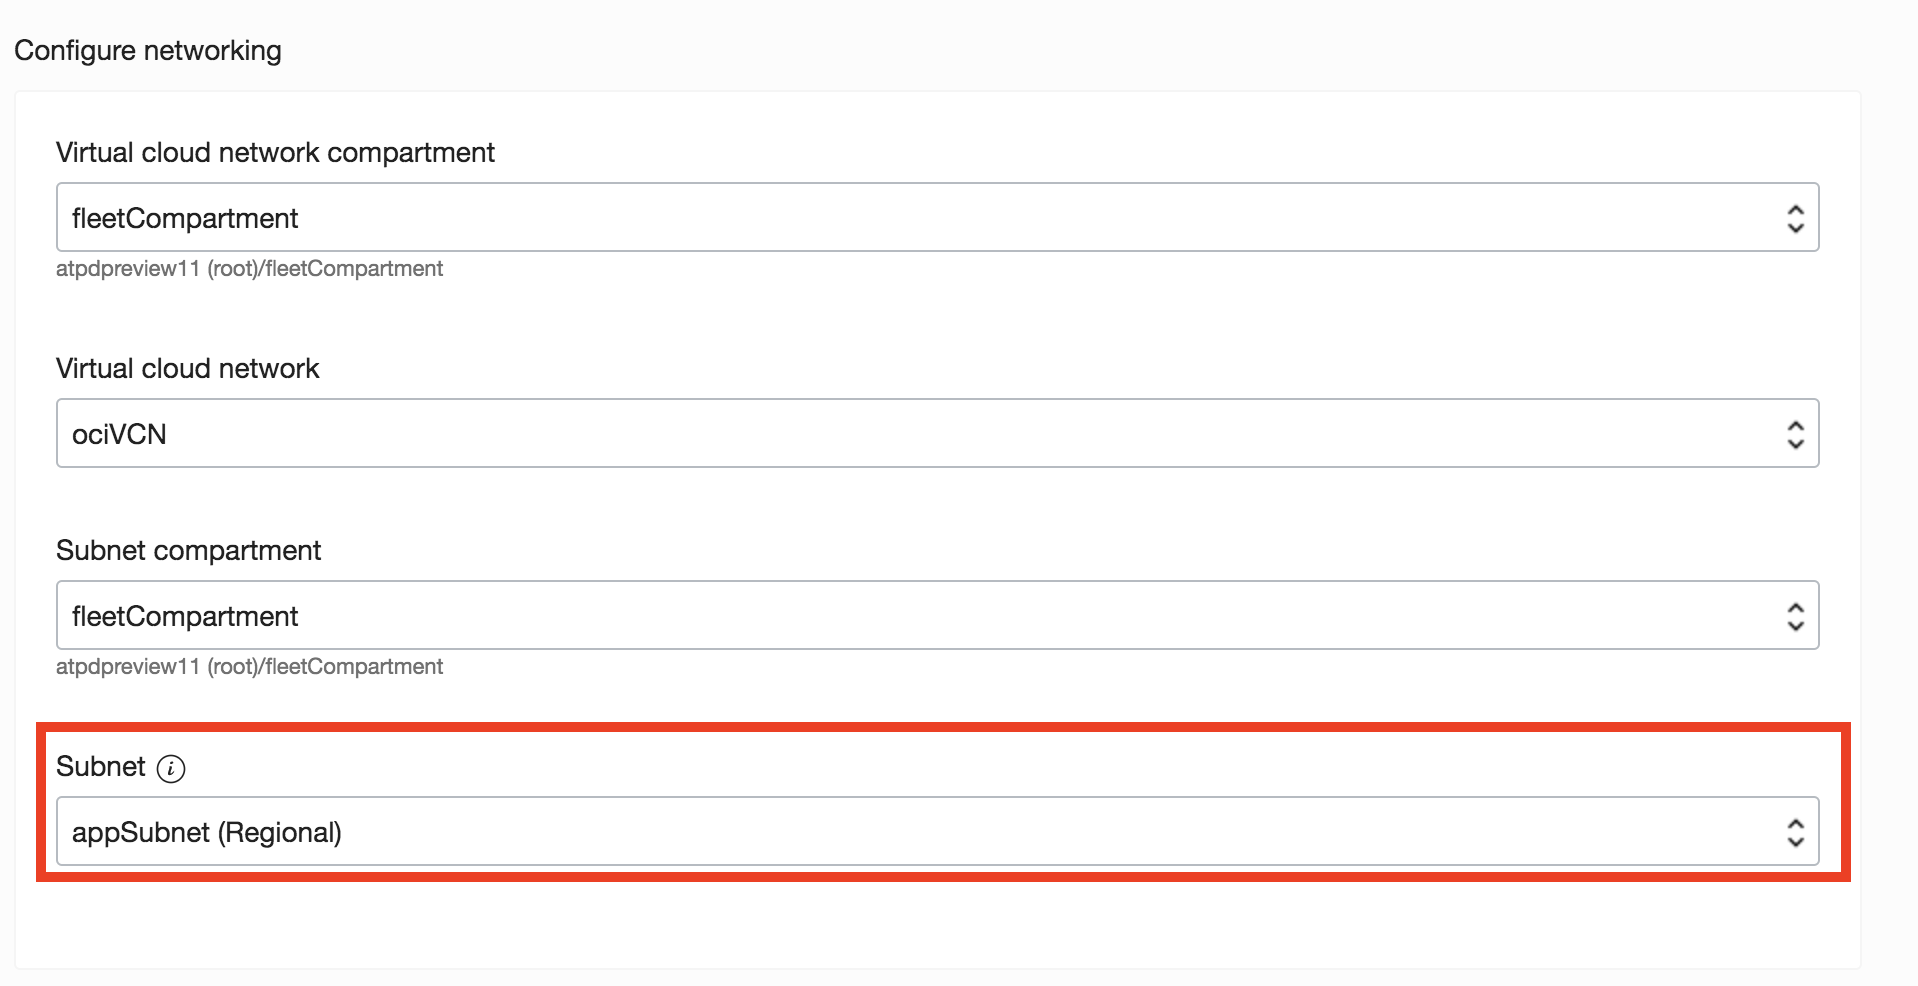 Configure networking
Virtual cloud network compartment
fleetCompartment
atpdpreview11 (root)/fleetCompartment
Virtual cloud network
ociVCN
Subnet compartment
fleetCompartment
atpdpreview11 (root)/fleetCompartment
Subnet i
appSubnet (Regional)